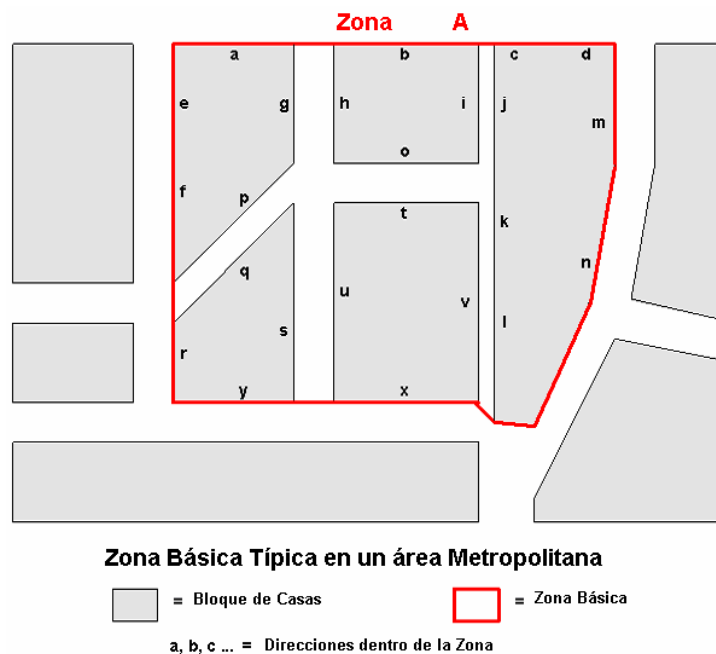 Zona A
a b c d
e g h i j m
o
f p t k
q n
u v l
s
r
y x
Zona Básica Típica en un área Metropolitana
= Bloque de Casas = Zona Básica
a, b, c ... = Direcciones dentro de la Zona